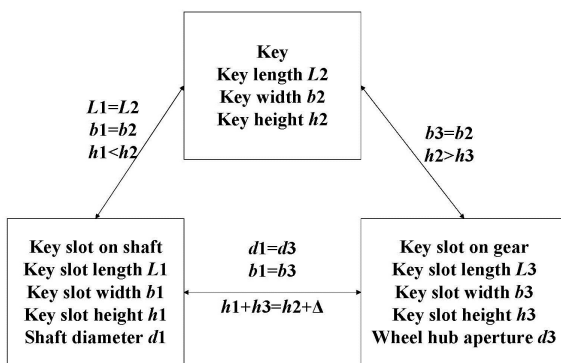 Key
Key length L2
Key width b2
Key height h2
L1=L2
b1=b2
h1<h2
b3=b2
h2>h3
Key slot on shaft
Key slot length L1
Key slot width b1
Key slot height h1
Shaft diameter d1
d1=d3
b1=b3
h1+h3=h2+Δ
Key slot on gear
Key slot length L3
Key slot width b3
Key slot height h3
Wheel hub aperture d3